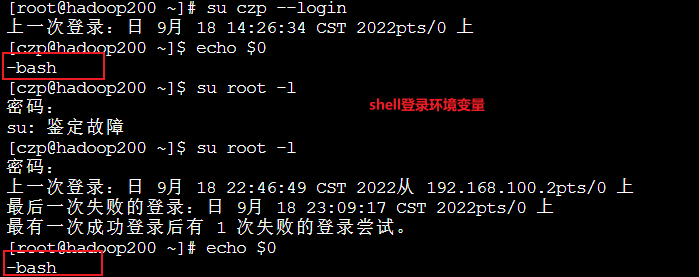 [root@hadoop200 ~]# su czp --login
上一次登录：日 9月 18 14:26:34 CST 2022pts/0 上
[czp@hadoop200 ~]$ echo $0
-bash
[czp@hadoop200 ~]$ su root -l
密码：
shell登录环境变量
su: 鉴定故障
[czp@hadoop200 ~]$ su root -l
密码：
上一次登录：日 9月 18 22:46:49 CST 2022从 192.168.100.2pts/0 上
最后一次失败的登录：日 9月 18 23:09:17 CST 2022pts/0 上
最有一次成功登录后有 1 次失败的登录尝试。
[root@hadoop200 ~]# echo $0
-bash